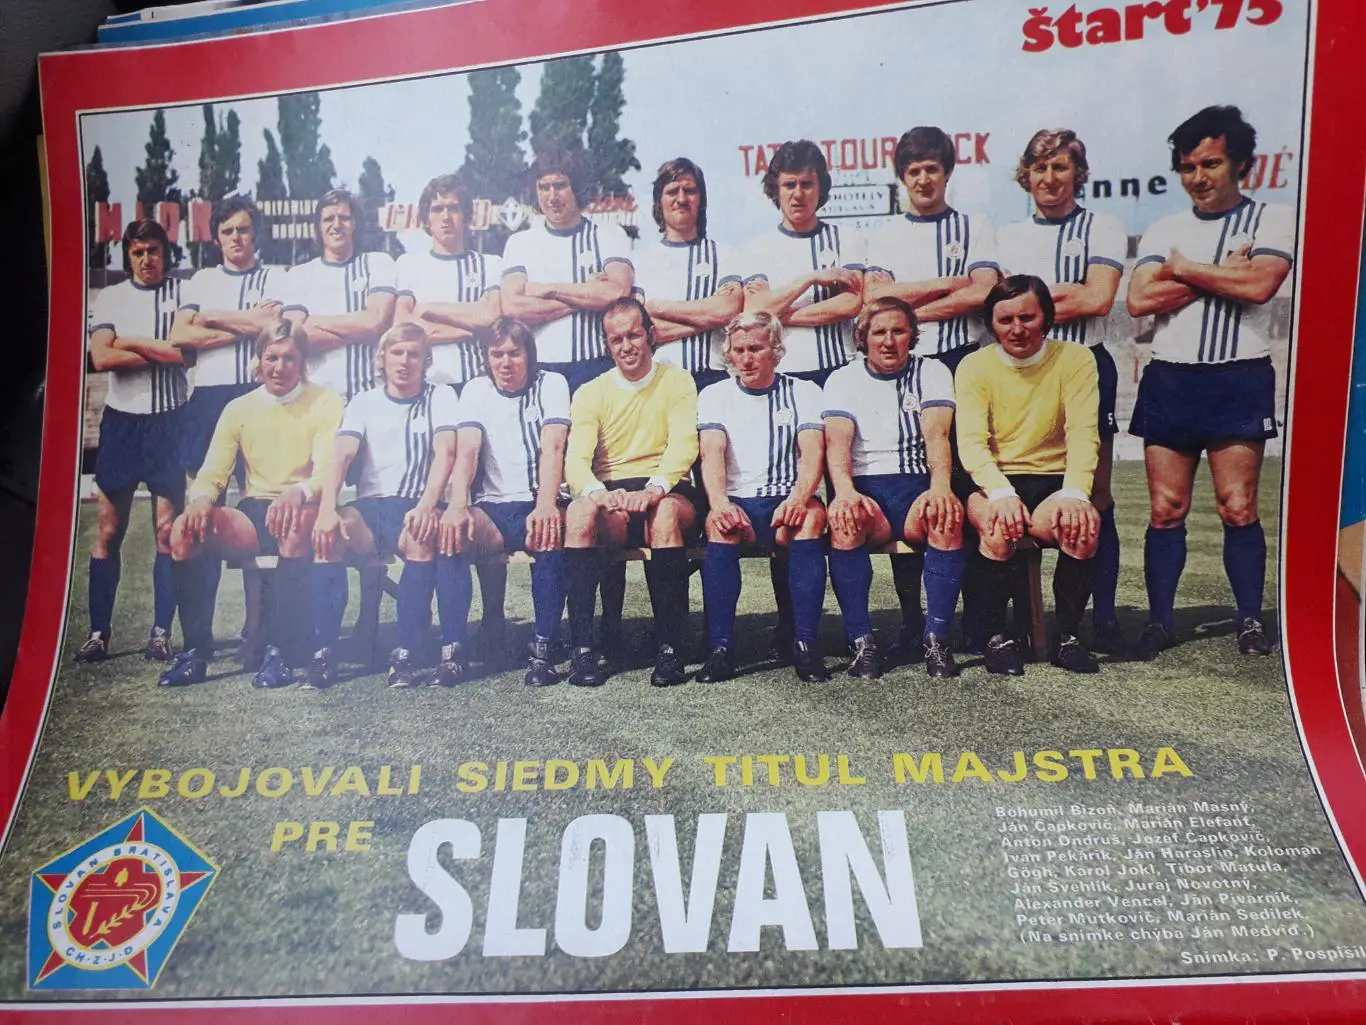 štart'75
TATRATOUR
HOTELY
VYBOJOVALI SIEDMY TITUL MAJSTRA
PRE SLOVAN
SLOVAN BRATISLAVA
CH·Z·J·D
Bohumil Bizoň, Marián Masný,
Ján Čapkovič, Marián Elefant,
Anton Ondruš, Jozef Čapkovič,
Ivan Pekárik, Ján Haraslín, Koloman
Gögh, Karol Jokl, Tibor Matula,
Ján Švehlík, Juraj Novotný,
Alexander Vencel, Ján Pivarník,
Peter Mutkovič, Marián Sedílek,
(Na snímke chýba Ján Medviď.)
Snímka: P. Pospíšil